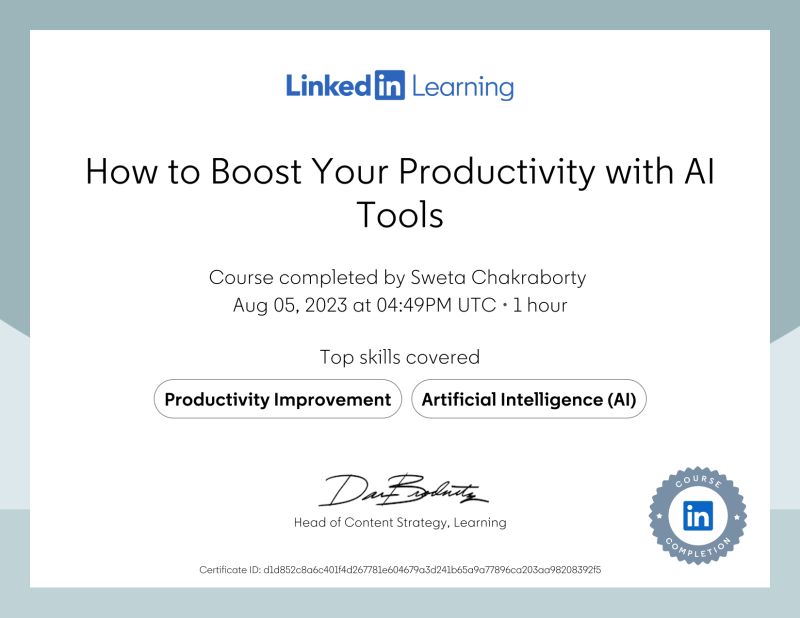 Linkedin Learning
How to Boost Your Productivity with AI
Tools
Course completed by Sweta Chakraborty
Aug 05, 2023 at 04:49PM UTC • 1 hour
Top skills covered
Productivity Improvement Artificial Intelligence (AI)
Head of Content Strategy, Learning
COURSE
in
COMPLETION
Certificate ID: d1d852c8a6c401f4d267781e604679a3d241b65a9a77896ca203aa98208392f5